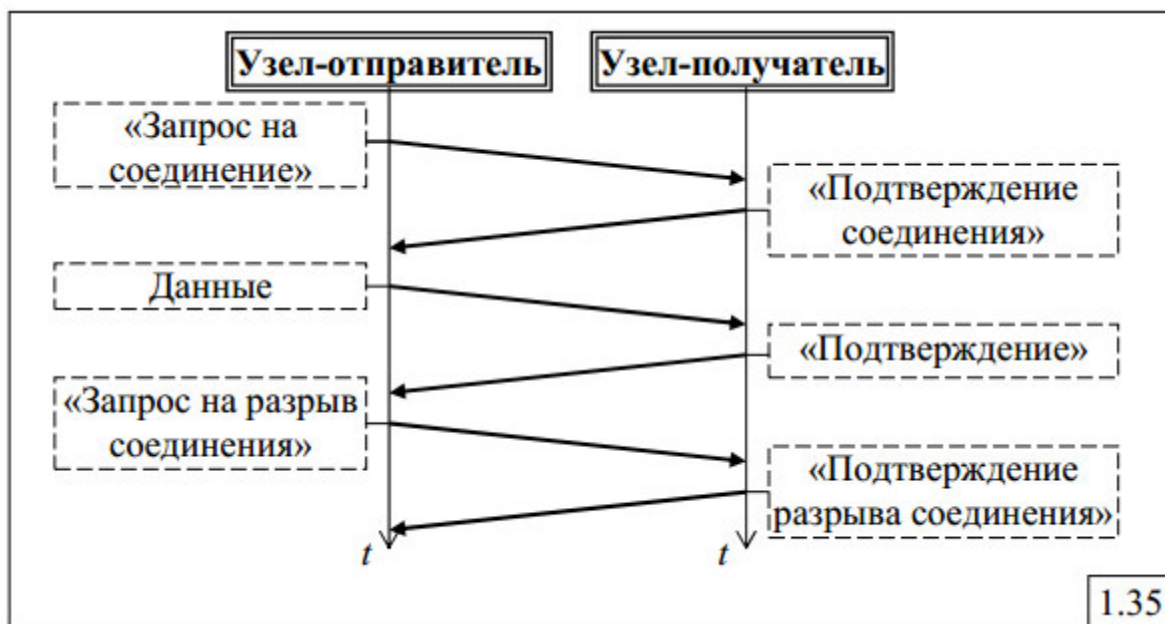 Узел-отправитель
Узел-получатель
«Запрос на
соединение»
«Подтверждение
соединения»
Данные
«Подтверждение»
«Запрос на разрыв
соединения»
«Подтверждение
разрыва соединения»
t
t
1.35